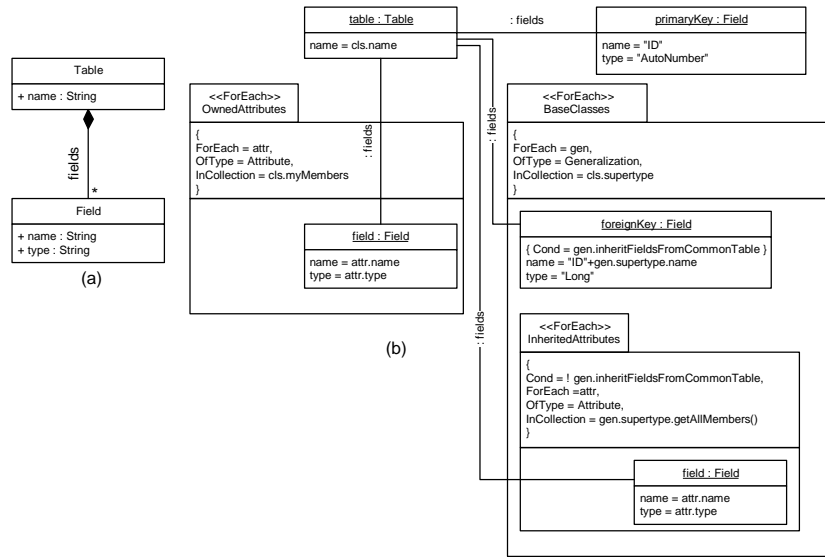 Table
+ name : String
fields
*
Field
+ name : String
+ type : String
(a)
table : Table
name = cls.name
: fields
primaryKey : Field
name = "ID"
type = "AutoNumber"
<<ForEach>>
OwnedAttributes
{
ForEach = attr,
OfType = Attribute,
InCollection = cls.myMembers
}
: fields
field : Field
name = attr.name
type = attr.type
(b)
: fields
: fields
<<ForEach>>
BaseClasses
{
ForEach = gen,
OfType = Generalization,
InCollection = cls.supertype
}
foreignKey : Field
{ Cond = gen.inheritFieldsFromCommonTable }
name = "ID"+gen.supertype.name
type = "Long"
<<ForEach>>
InheritedAttributes
{
Cond = ! gen.inheritFieldsFromCommonTable,
ForEach =attr,
OfType = Attribute,
InCollection = gen.supertype.getAllMembers()
}
field : Field
name = attr.name
type = attr.type